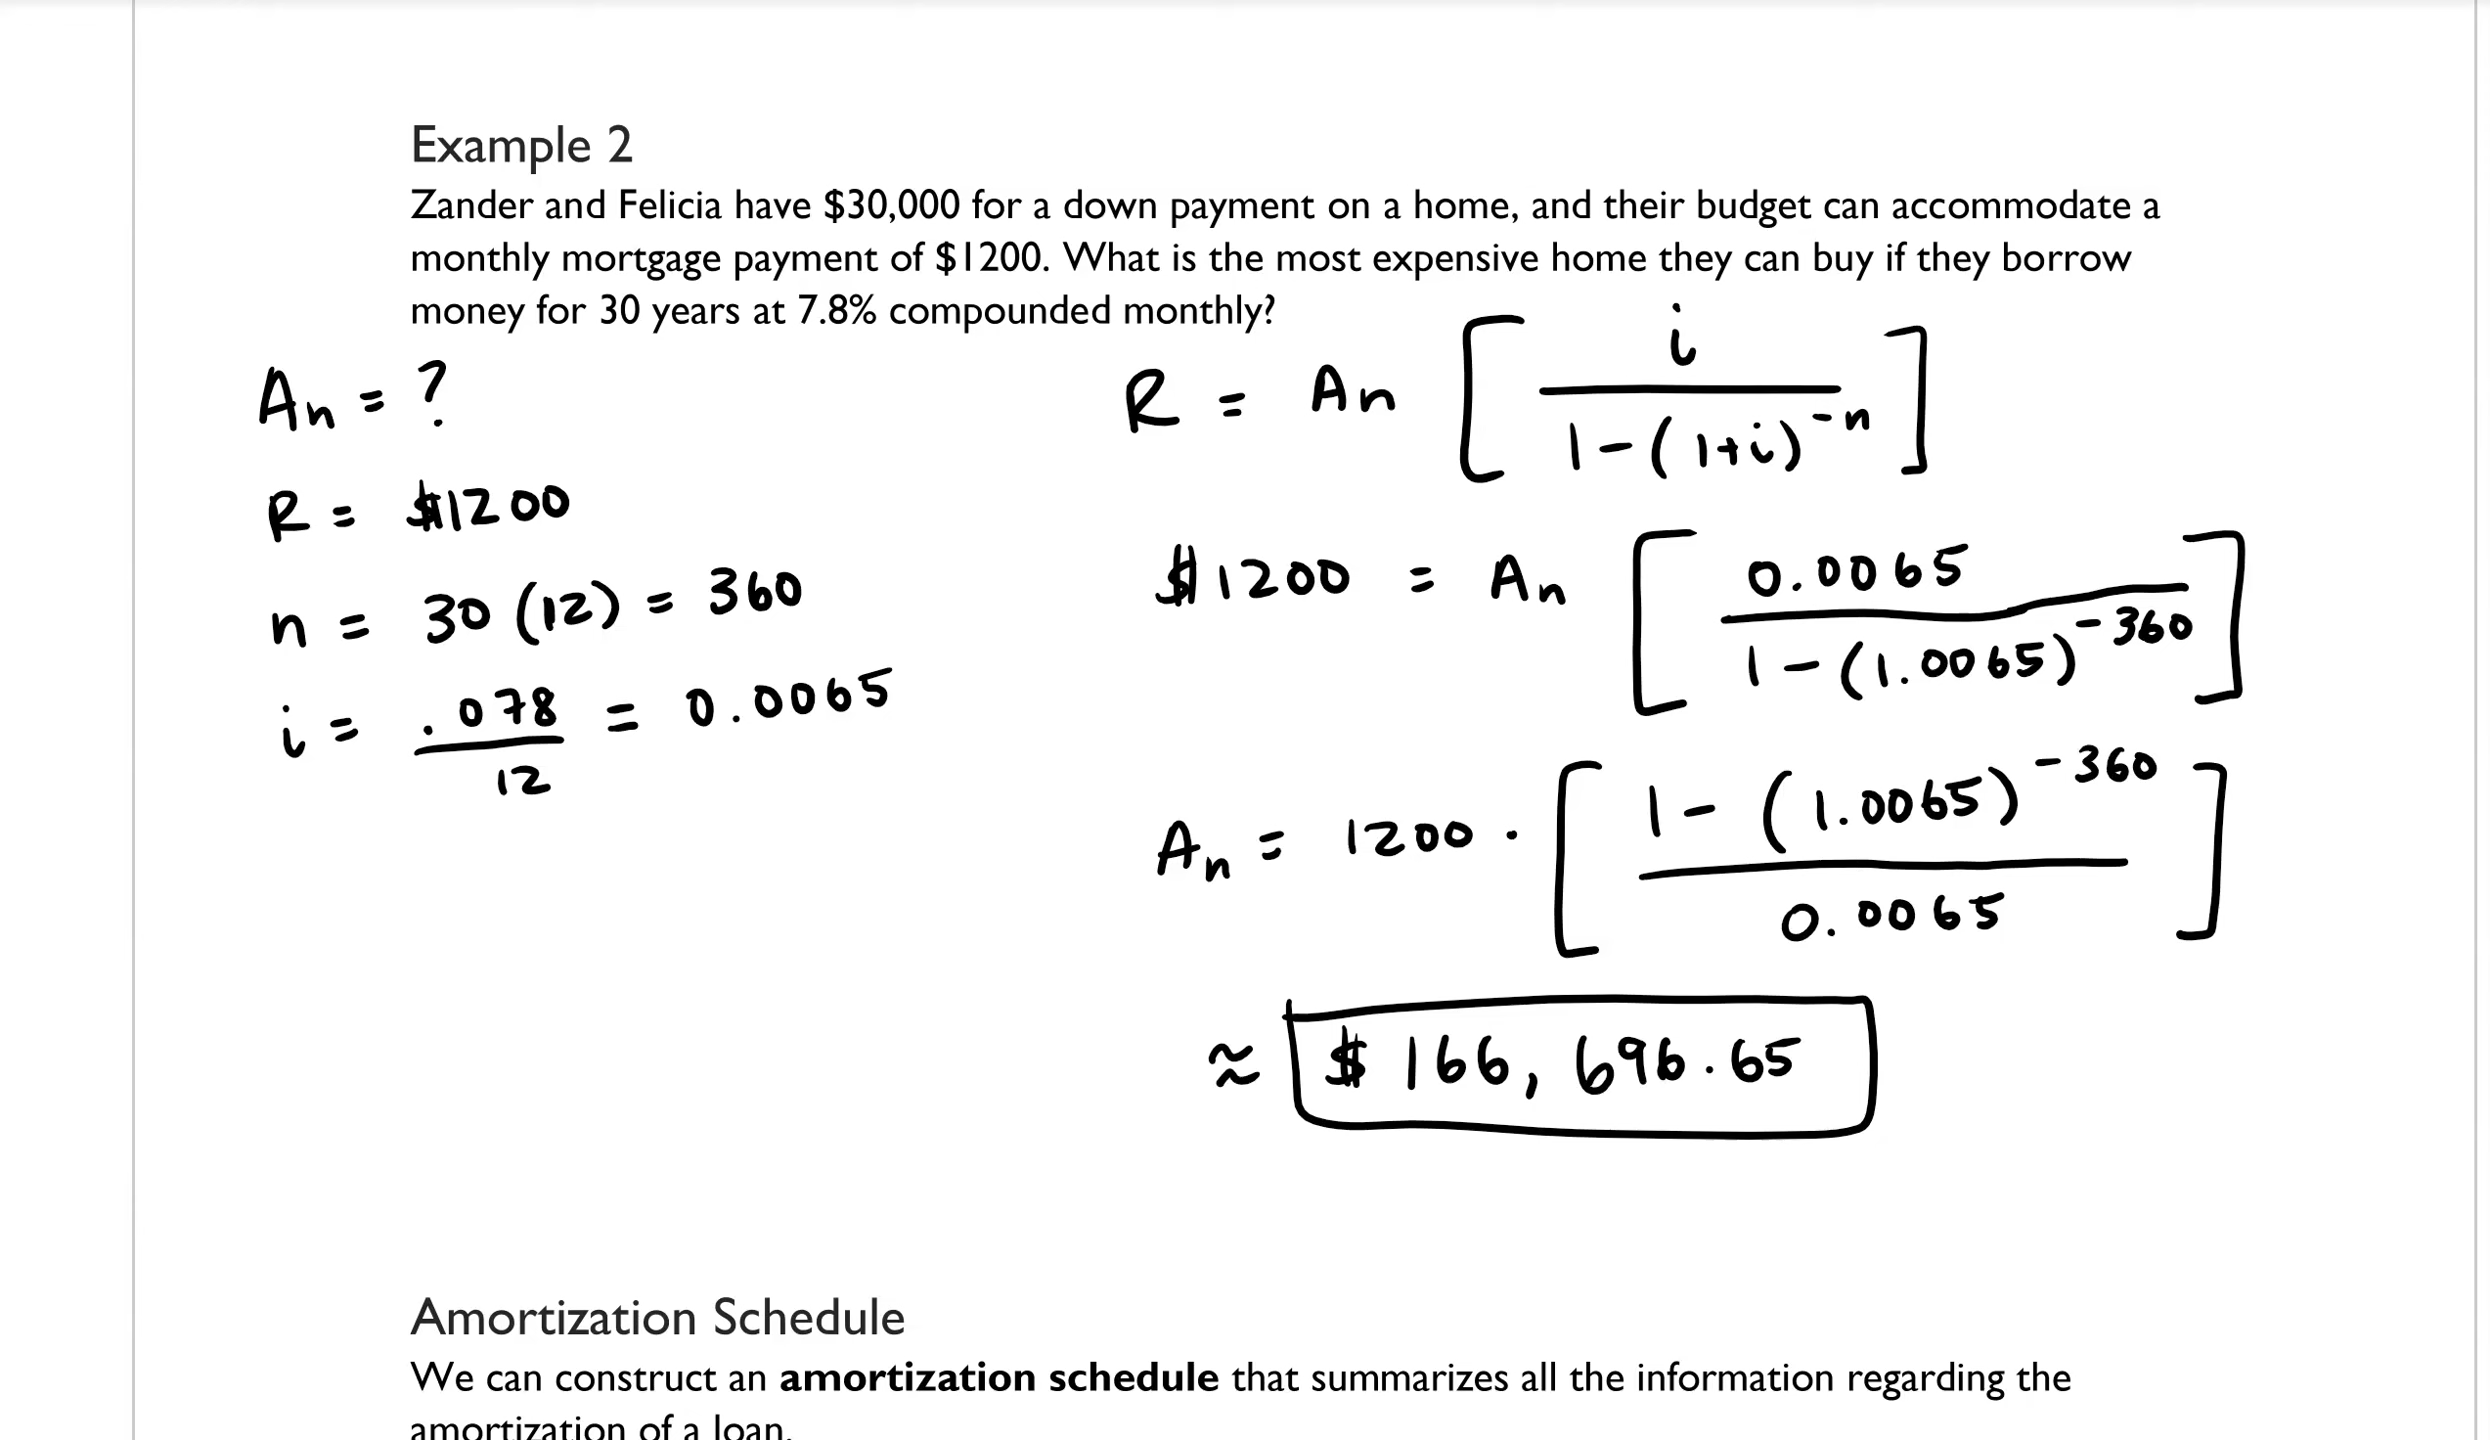 Example 2
Zander and Felicia have $30,000 for a down payment on a home, and their budget can accommodate a
monthly mortgage payment of $1200. What is the most expensive home they can buy if they borrow
money for 30 years at 7.8% compounded monthly?
An = ?
R = $1200
n = 30 (12) = 360
i = .078 / 12 = 0.0065
R = An [ i / 1-(1+i)^-n ]
$1200 = An [ 0.0065 / 1-(1.0065)^-360 ]
An = 1200 · [ 1-(1.0065)^-360 / 0.0065 ]
≈ $166,696.65
Amortization Schedule
We can construct an amortization schedule that summarizes all the information regarding the
amortization of a loan.